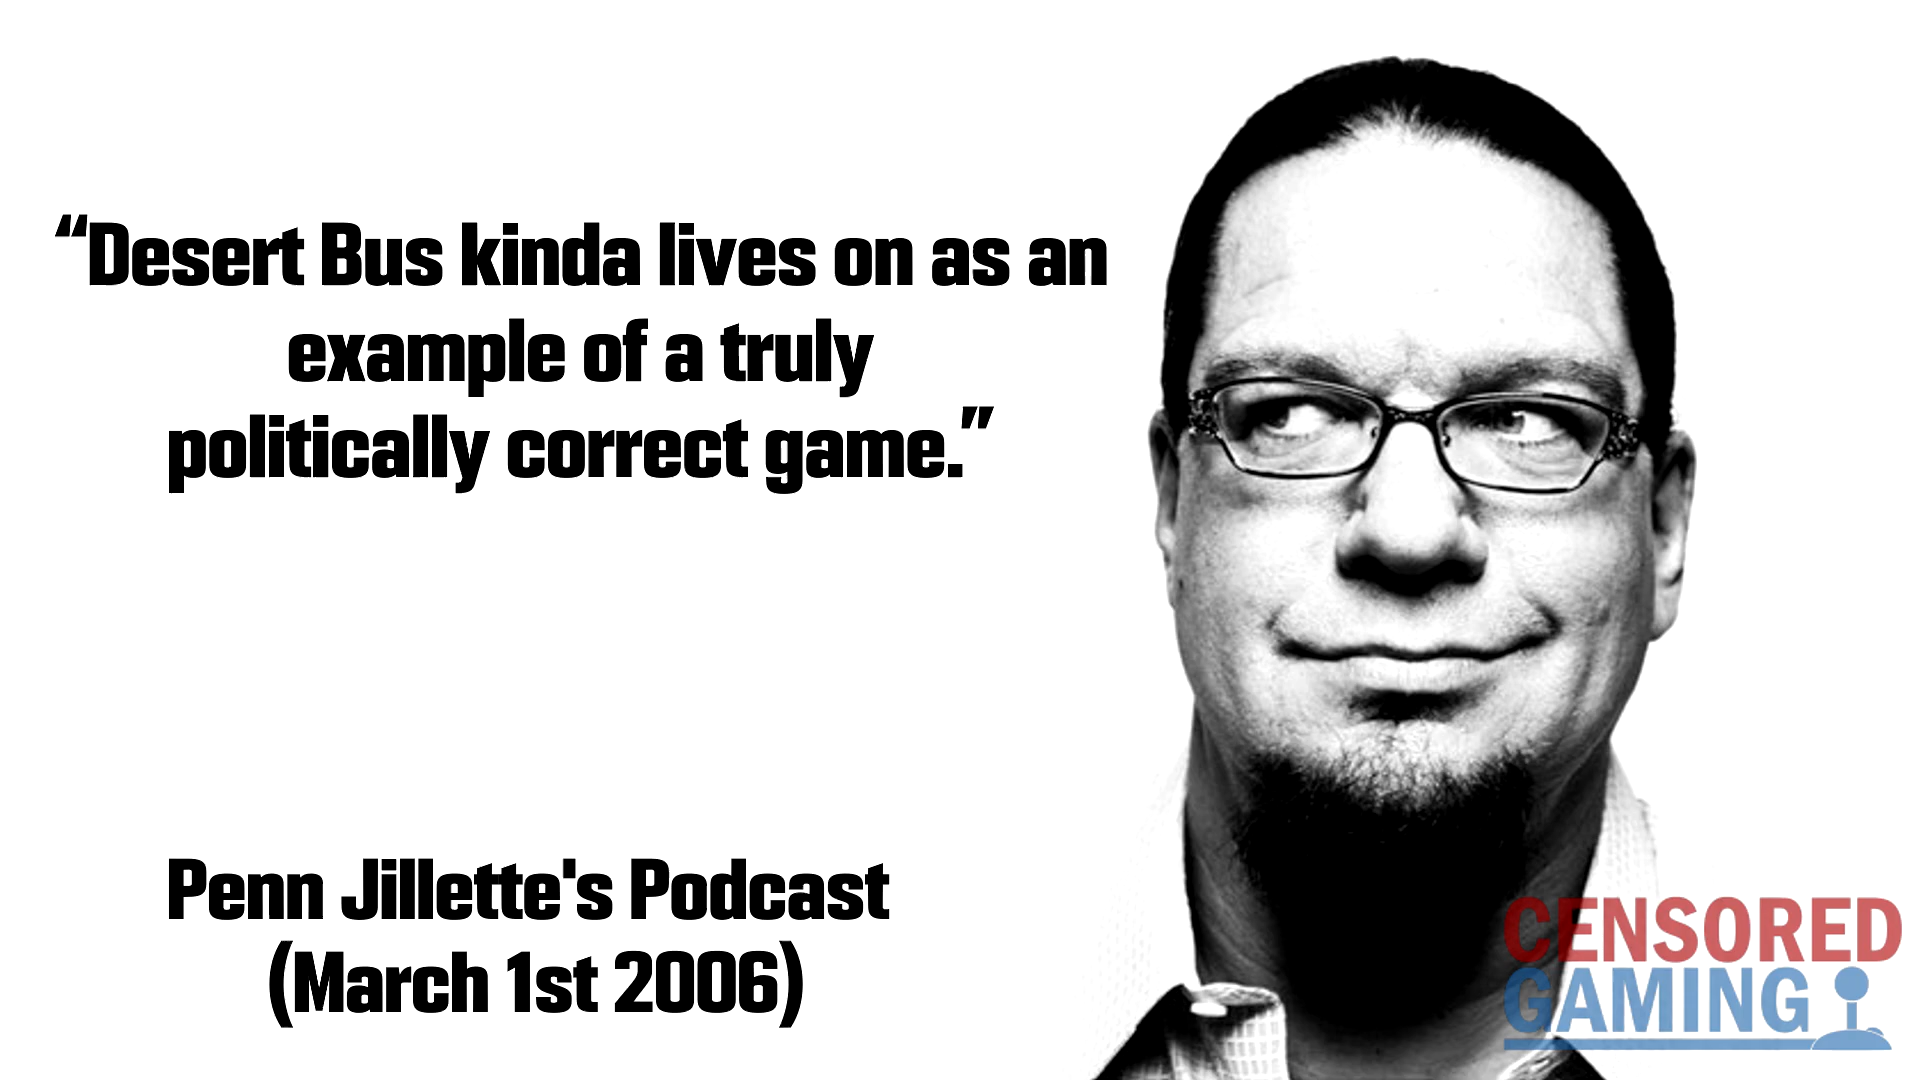 “Desert Bus kinda lives on as an
example of a truly
politically correct game.”
Penn Jillette's Podcast
(March 1st 2006)
CENSORED
GAMING